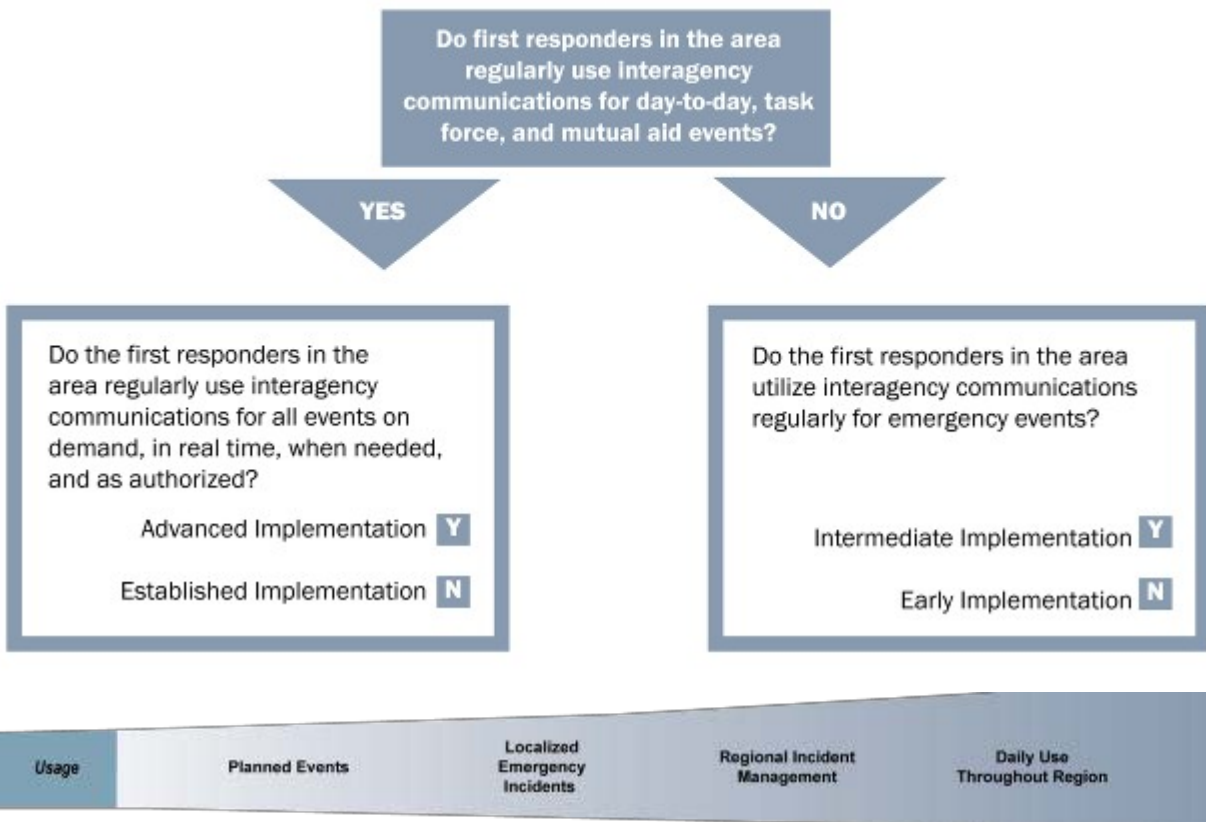 Do first responders in the area
regularly use interagency
communications for day-to-day, task
force, and mutual aid events?
YES
NO
Do the first responders in the
area regularly use interagency
communications for all events on
demand, in real time, when needed,
and as authorized?
Advanced Implementation Y
Established Implementation N
Do the first responders in the area
utilize interagency communications
regularly for emergency events?
Intermediate Implementation Y
Early Implementation N
Usage
Planned Events
Localized
Emergency
Incidents
Regional Incident
Management
Daily Use
Throughout Region